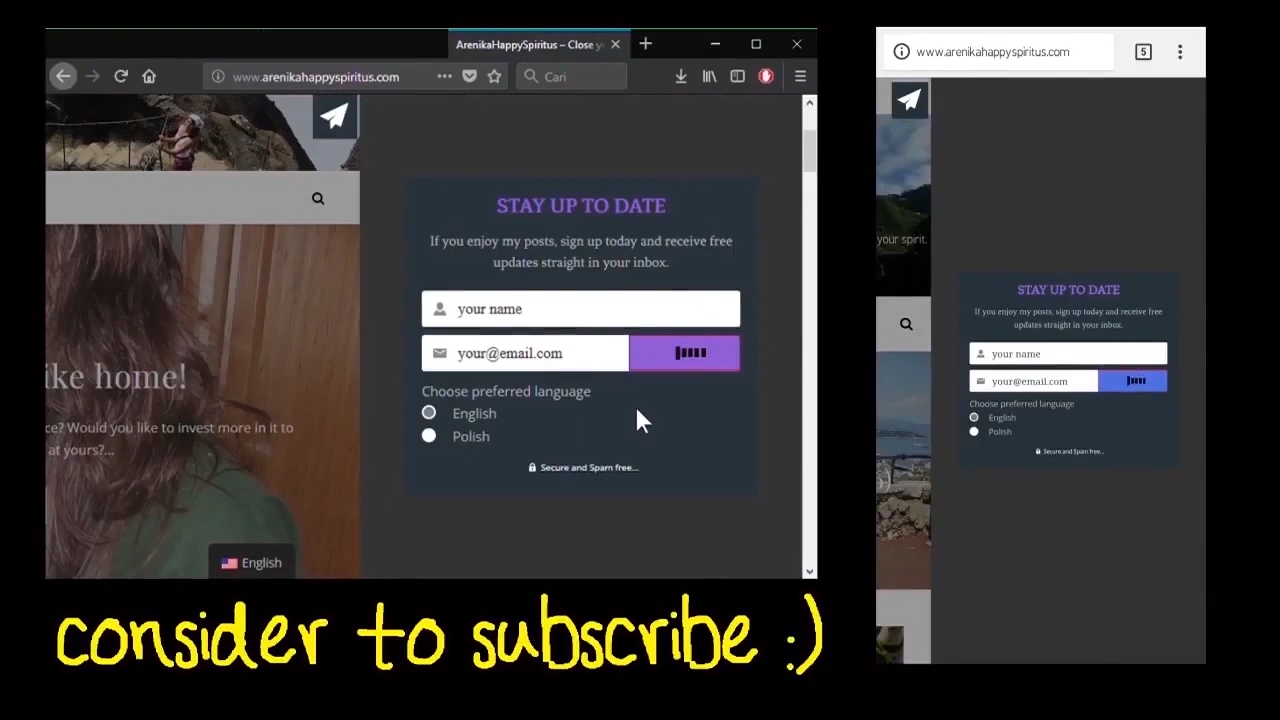 ArenikaHappySpiritus – Close y
www.arenikahappyspiritus.com
Cari
STAY UP TO DATE
If you enjoy my posts, sign up today and receive free
updates straight in your inbox.
your name
your@email.com
Choose preferred language
English
Polish
Secure and Spam free...
ike home!
ce? Would you like to invest more in it to
at yours?...
English
www.arenikahappyspiritus.com
5
your spirit.
STAY UP TO DATE
If you enjoy my posts, sign up today and receive free
updates straight in your inbox.
your name
your@email.com
Choose preferred language
English
Polish
Secure and Spam free...
consider to subscribe :)